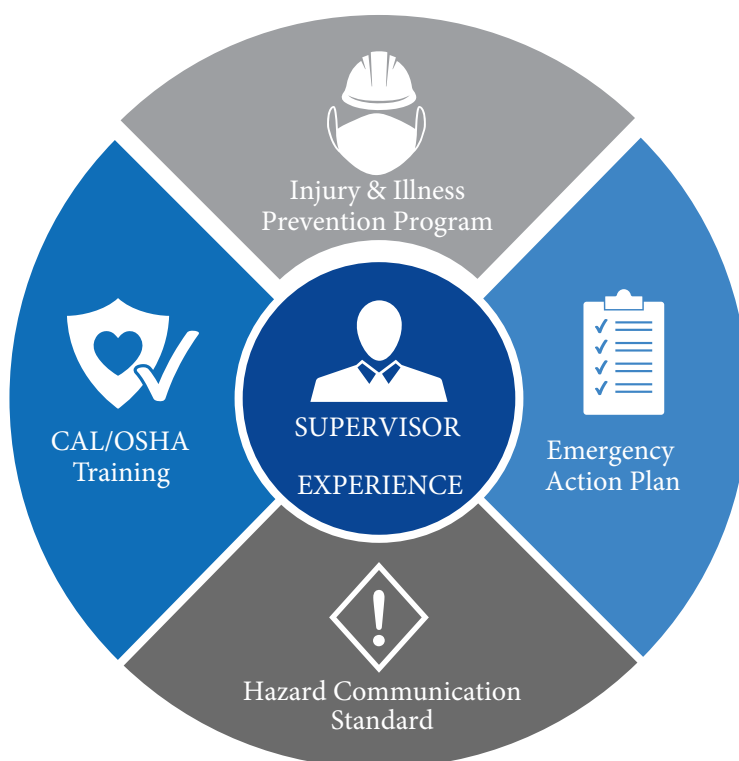 Injury & Illness
Prevention Program
CAL/OSHA
Training
SUPERVISOR
EXPERIENCE
Emergency
Action Plan
Hazard Communication
Standard